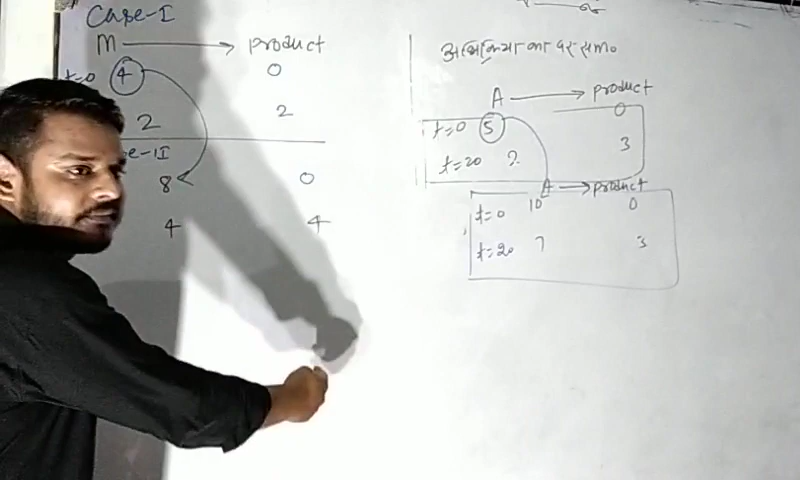 Case-I
M → product
t=0 4 0
2 2
8 0
4 4
A → product
t=0 5 0
t=20 2 3
A → product
t=0 10 0
t=20 7 3